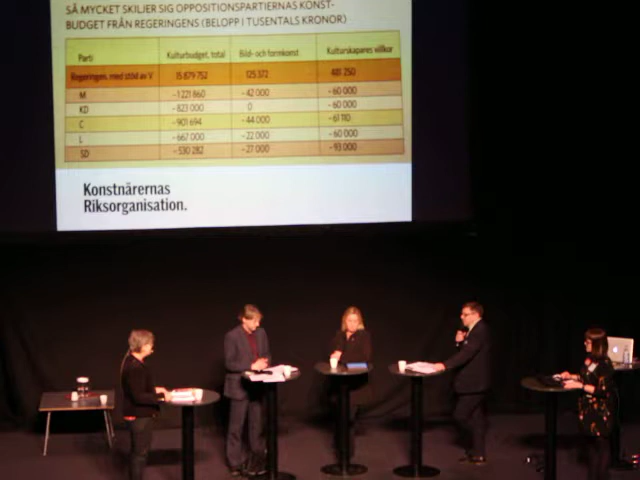 SÅ MYCKET SKILJER SIG OPPOSITIONSPARTIERNAS KONST-
BUDGET FRÅN REGERINGENS (BELOPP I TUSENTALS KRONOR)
Parti Kulturbudget, total Bild- och formkonst Kulturskapares villkor
Regeringen, med stöd av V 15 879 752 125 372 481 250
M -1 221 860 -42 000 -60 000
KD -823 000 0 -60 000
C -901 694 -44 000 -61 110
L -667 000 -22 000 -60 000
SD -530 282 -27 000 -93 000
Konstnärernas
Riksorganisation.